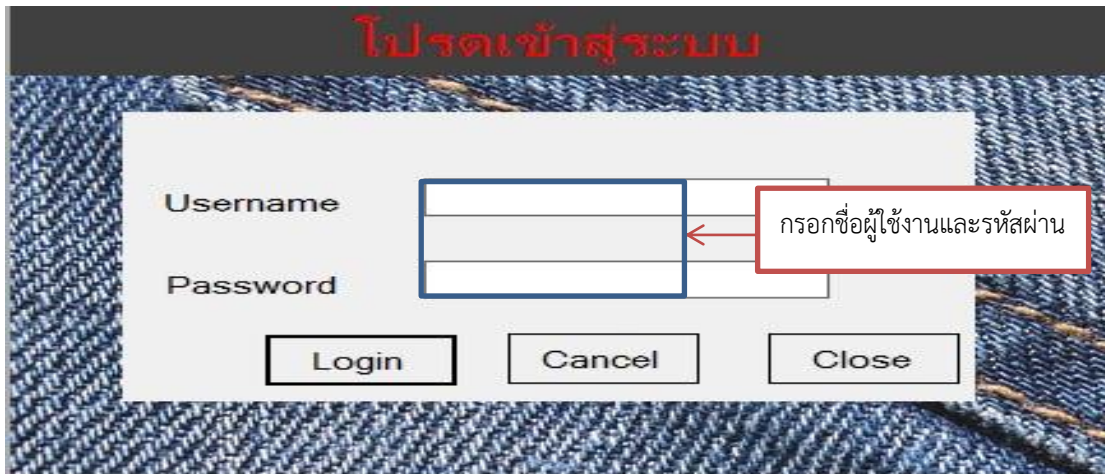 โปรดเข้าสู่ระบบ
Username
กรอกชื่อผู้ใช้งานและรหัสผ่าน
Password
Login Cancel Close